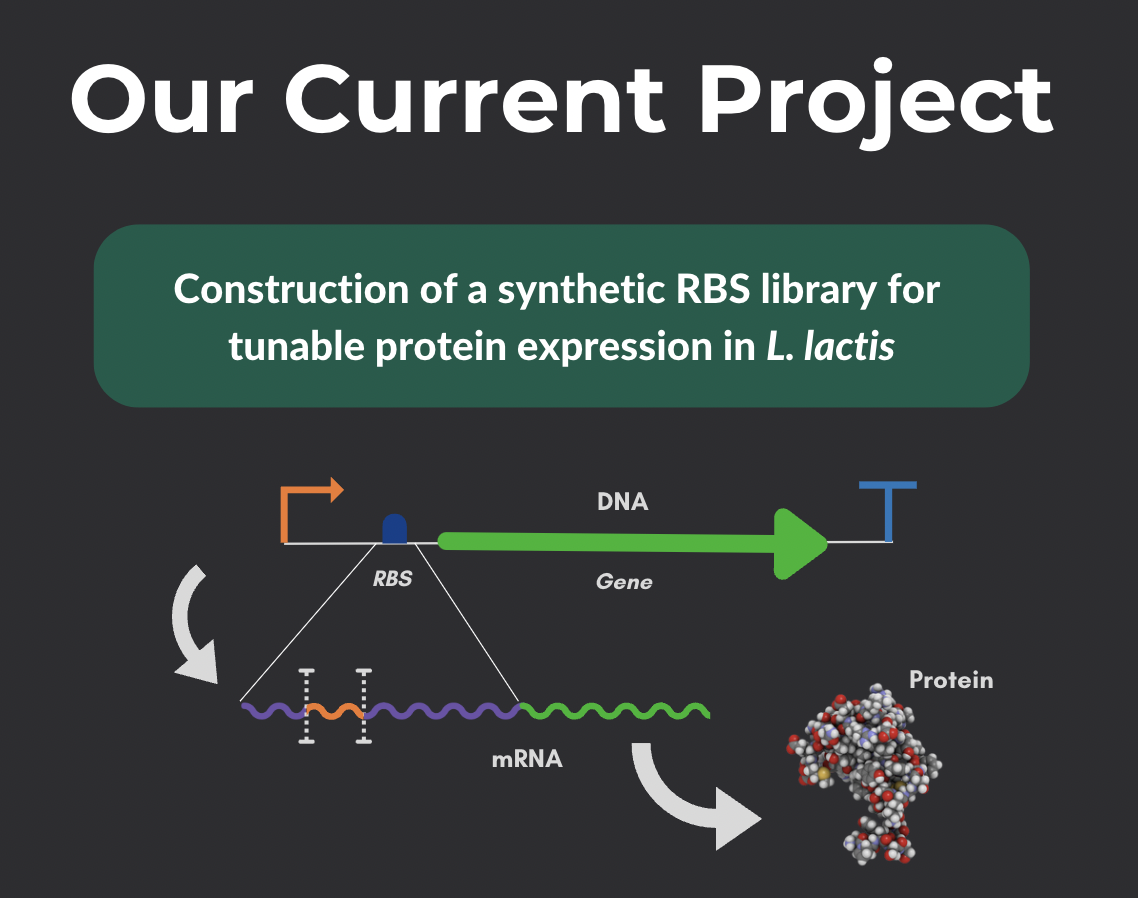 Our Current Project
Construction of a synthetic RBS library for
tunable protein expression in L. lactis
DNA
RBS
Gene
Protein
mRNA